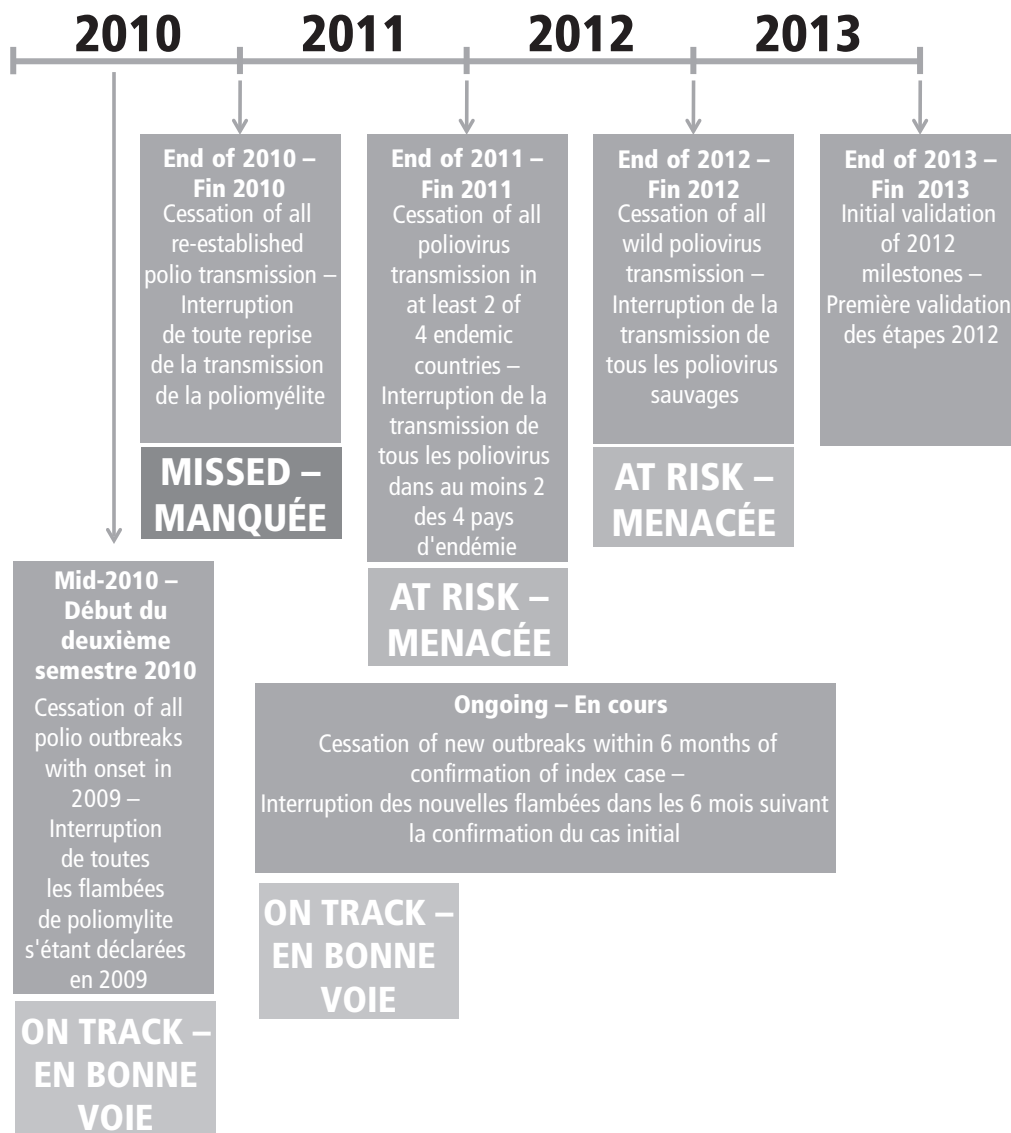 2010 2011 2012 2013
End of 2010 –
Fin 2010
Cessation of all
re-established
polio transmission –
Interruption
de toute reprise
de la transmission
de la poliomyélite
MISSED –
MANQUÉE
End of 2011 –
Fin 2011
Cessation of all
poliovirus
transmission in
at least 2 of
4 endemic
countries –
Interruption de la
transmission de
tous les poliovirus
dans au moins 2
des 4 pays
d'endémie
AT RISK –
MENACÉE
End of 2012 –
Fin 2012
Cessation of all
wild poliovirus
transmission –
Interruption de la
transmission de
tous les poliovirus
sauvages
AT RISK –
MENACÉE
End of 2013 –
Fin 2013
Initial validation
of 2012
milestones –
Première validation
des étapes 2012
Mid-2010 –
Début du
deuxième
semestre 2010
Cessation of all
polio outbreaks
with onset in
2009 –
Interruption
de toutes
les flambées
de poliomylite
s'étant déclarées
en 2009
ON TRACK –
EN BONNE
VOIE
Ongoing – En cours
Cessation of new outbreaks within 6 months of
confirmation of index case –
Interruption des nouvelles flambées dans les 6 mois suivant
la confirmation du cas initial
ON TRACK –
EN BONNE
VOIE